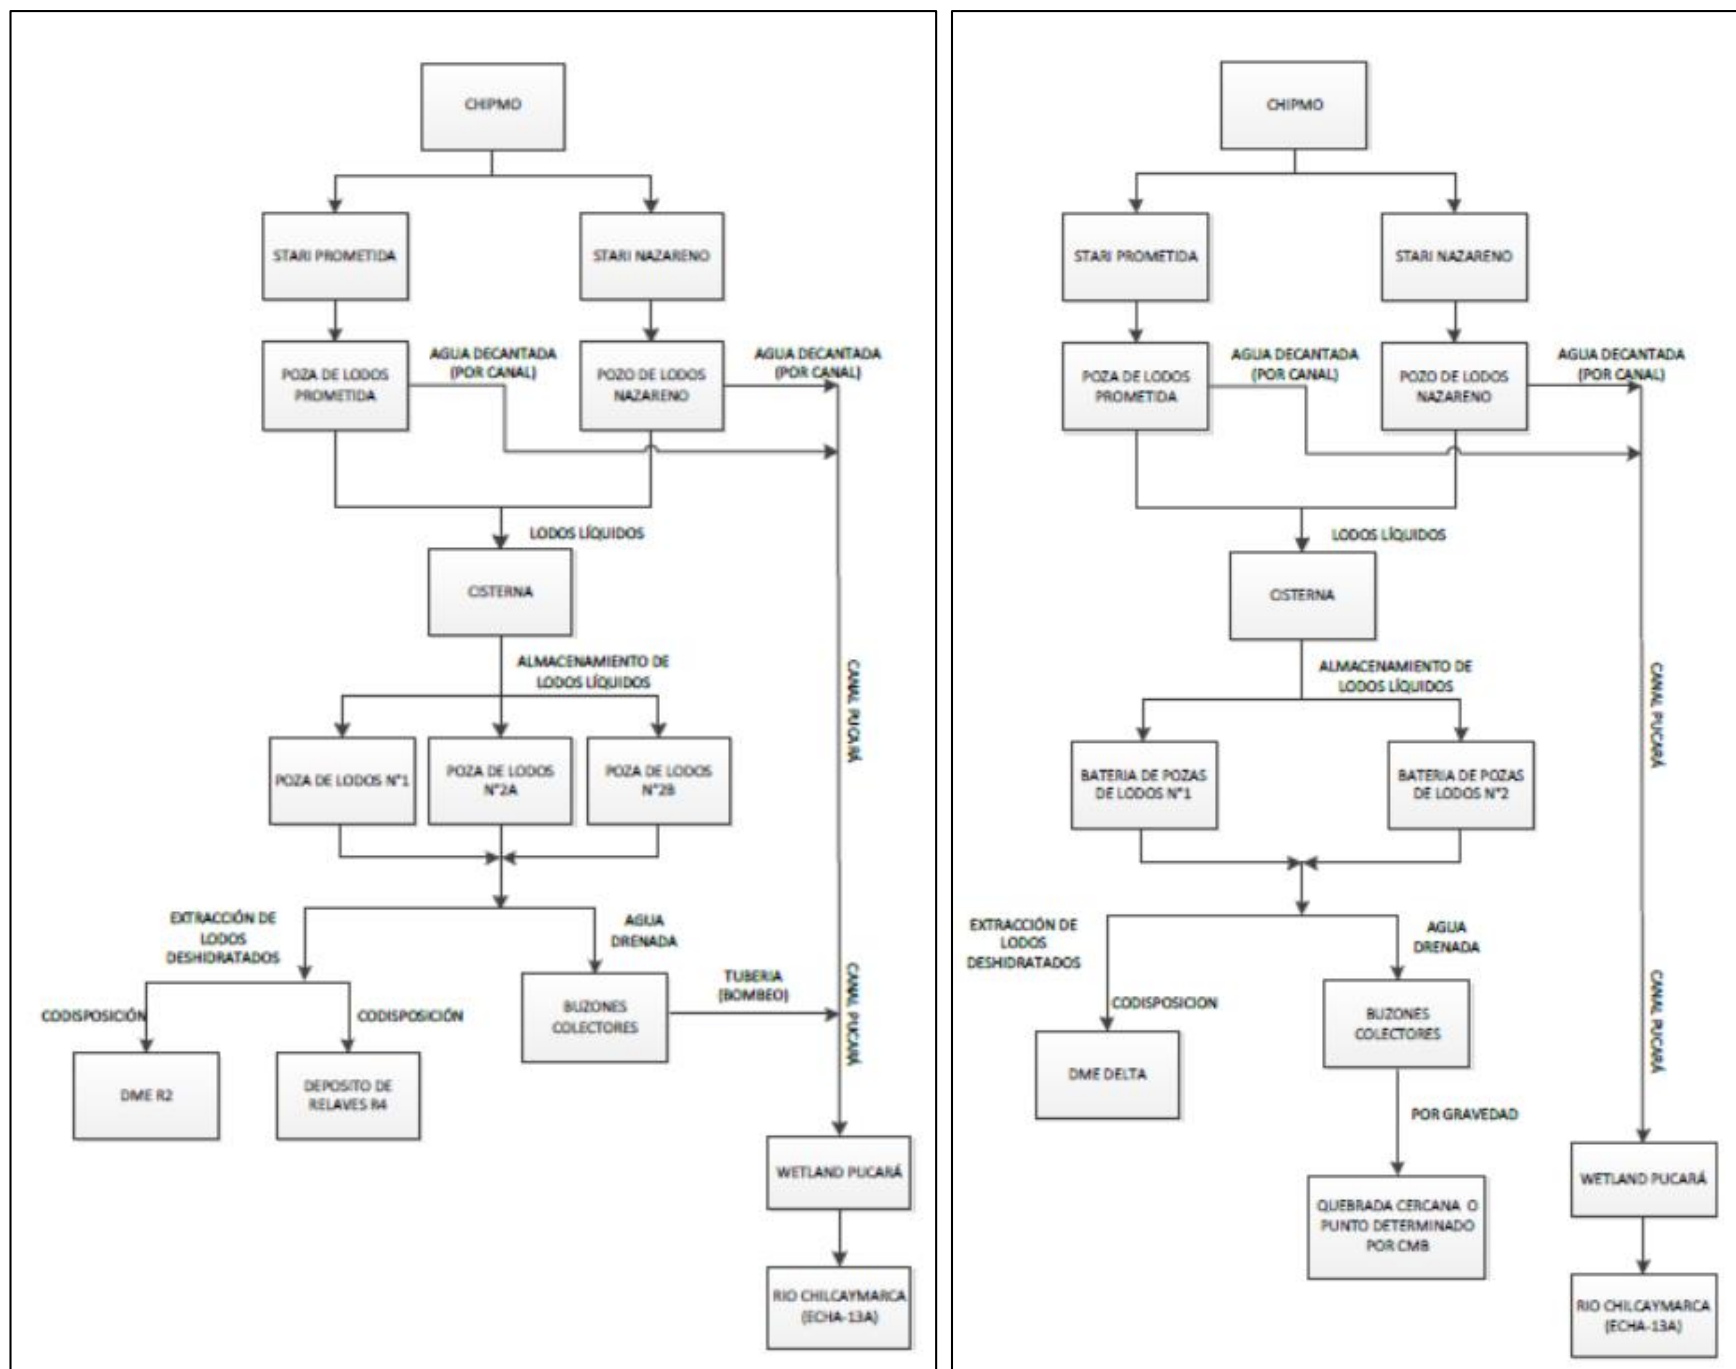 CHIPMO
STARI PROMETIDA
STARI NAZARENO
POZA DE LODOS
PROMETIDA
AGUA DECANTADA
(POR CANAL)
POZO DE LODOS
NAZARENO
AGUA DECANTADA
(POR CANAL)
LODOS LÍQUIDOS
CISTERNA
ALMACENAMIENTO DE
LODOS LÍQUIDOS
CANAL PUCARÁ
POZA DE LODOS N°1
POZA DE LODOS
N°2A
POZA DE LODOS
N°2B
EXTRACCIÓN DE
LODOS
DESHIDRATADOS
AGUA
DRENADA
CODISPOSICIÓN
CODISPOSICIÓN
BUZONES
COLECTORES
TUBERIA
(BOMBEO)
CANAL PUCARÁ
DME R2
DEPOSITO DE
RELAVES R4
WETLAND PUCARÁ
RIO CHILCAYMARCA
(ECHA-13A)
CHIPMO
STARI PROMETIDA
STARI NAZARENO
POZA DE LODOS
PROMETIDA
AGUA DECANTADA
(POR CANAL)
POZO DE LODOS
NAZARENO
AGUA DECANTADA
(POR CANAL)
LODOS LÍQUIDOS
CISTERNA
ALMACENAMIENTO DE
LODOS LÍQUIDOS
CANAL PUCARÁ
BATERIA DE POZAS
DE LODOS N°1
BATERIA DE POZAS
DE LODOS N°2
EXTRACCIÓN DE
LODOS
DESHIDRATADOS
AGUA
DRENADA
CODISPOSICION
BUZONES
COLECTORES
CANAL PUCARÁ
DME DELTA
POR GRAVEDAD
QUEBRADA CERCANA O
PUNTO DETERMINADO
POR CMB
WETLAND PUCARÁ
RIO CHILCAYMARCA
(ECHA-13A)